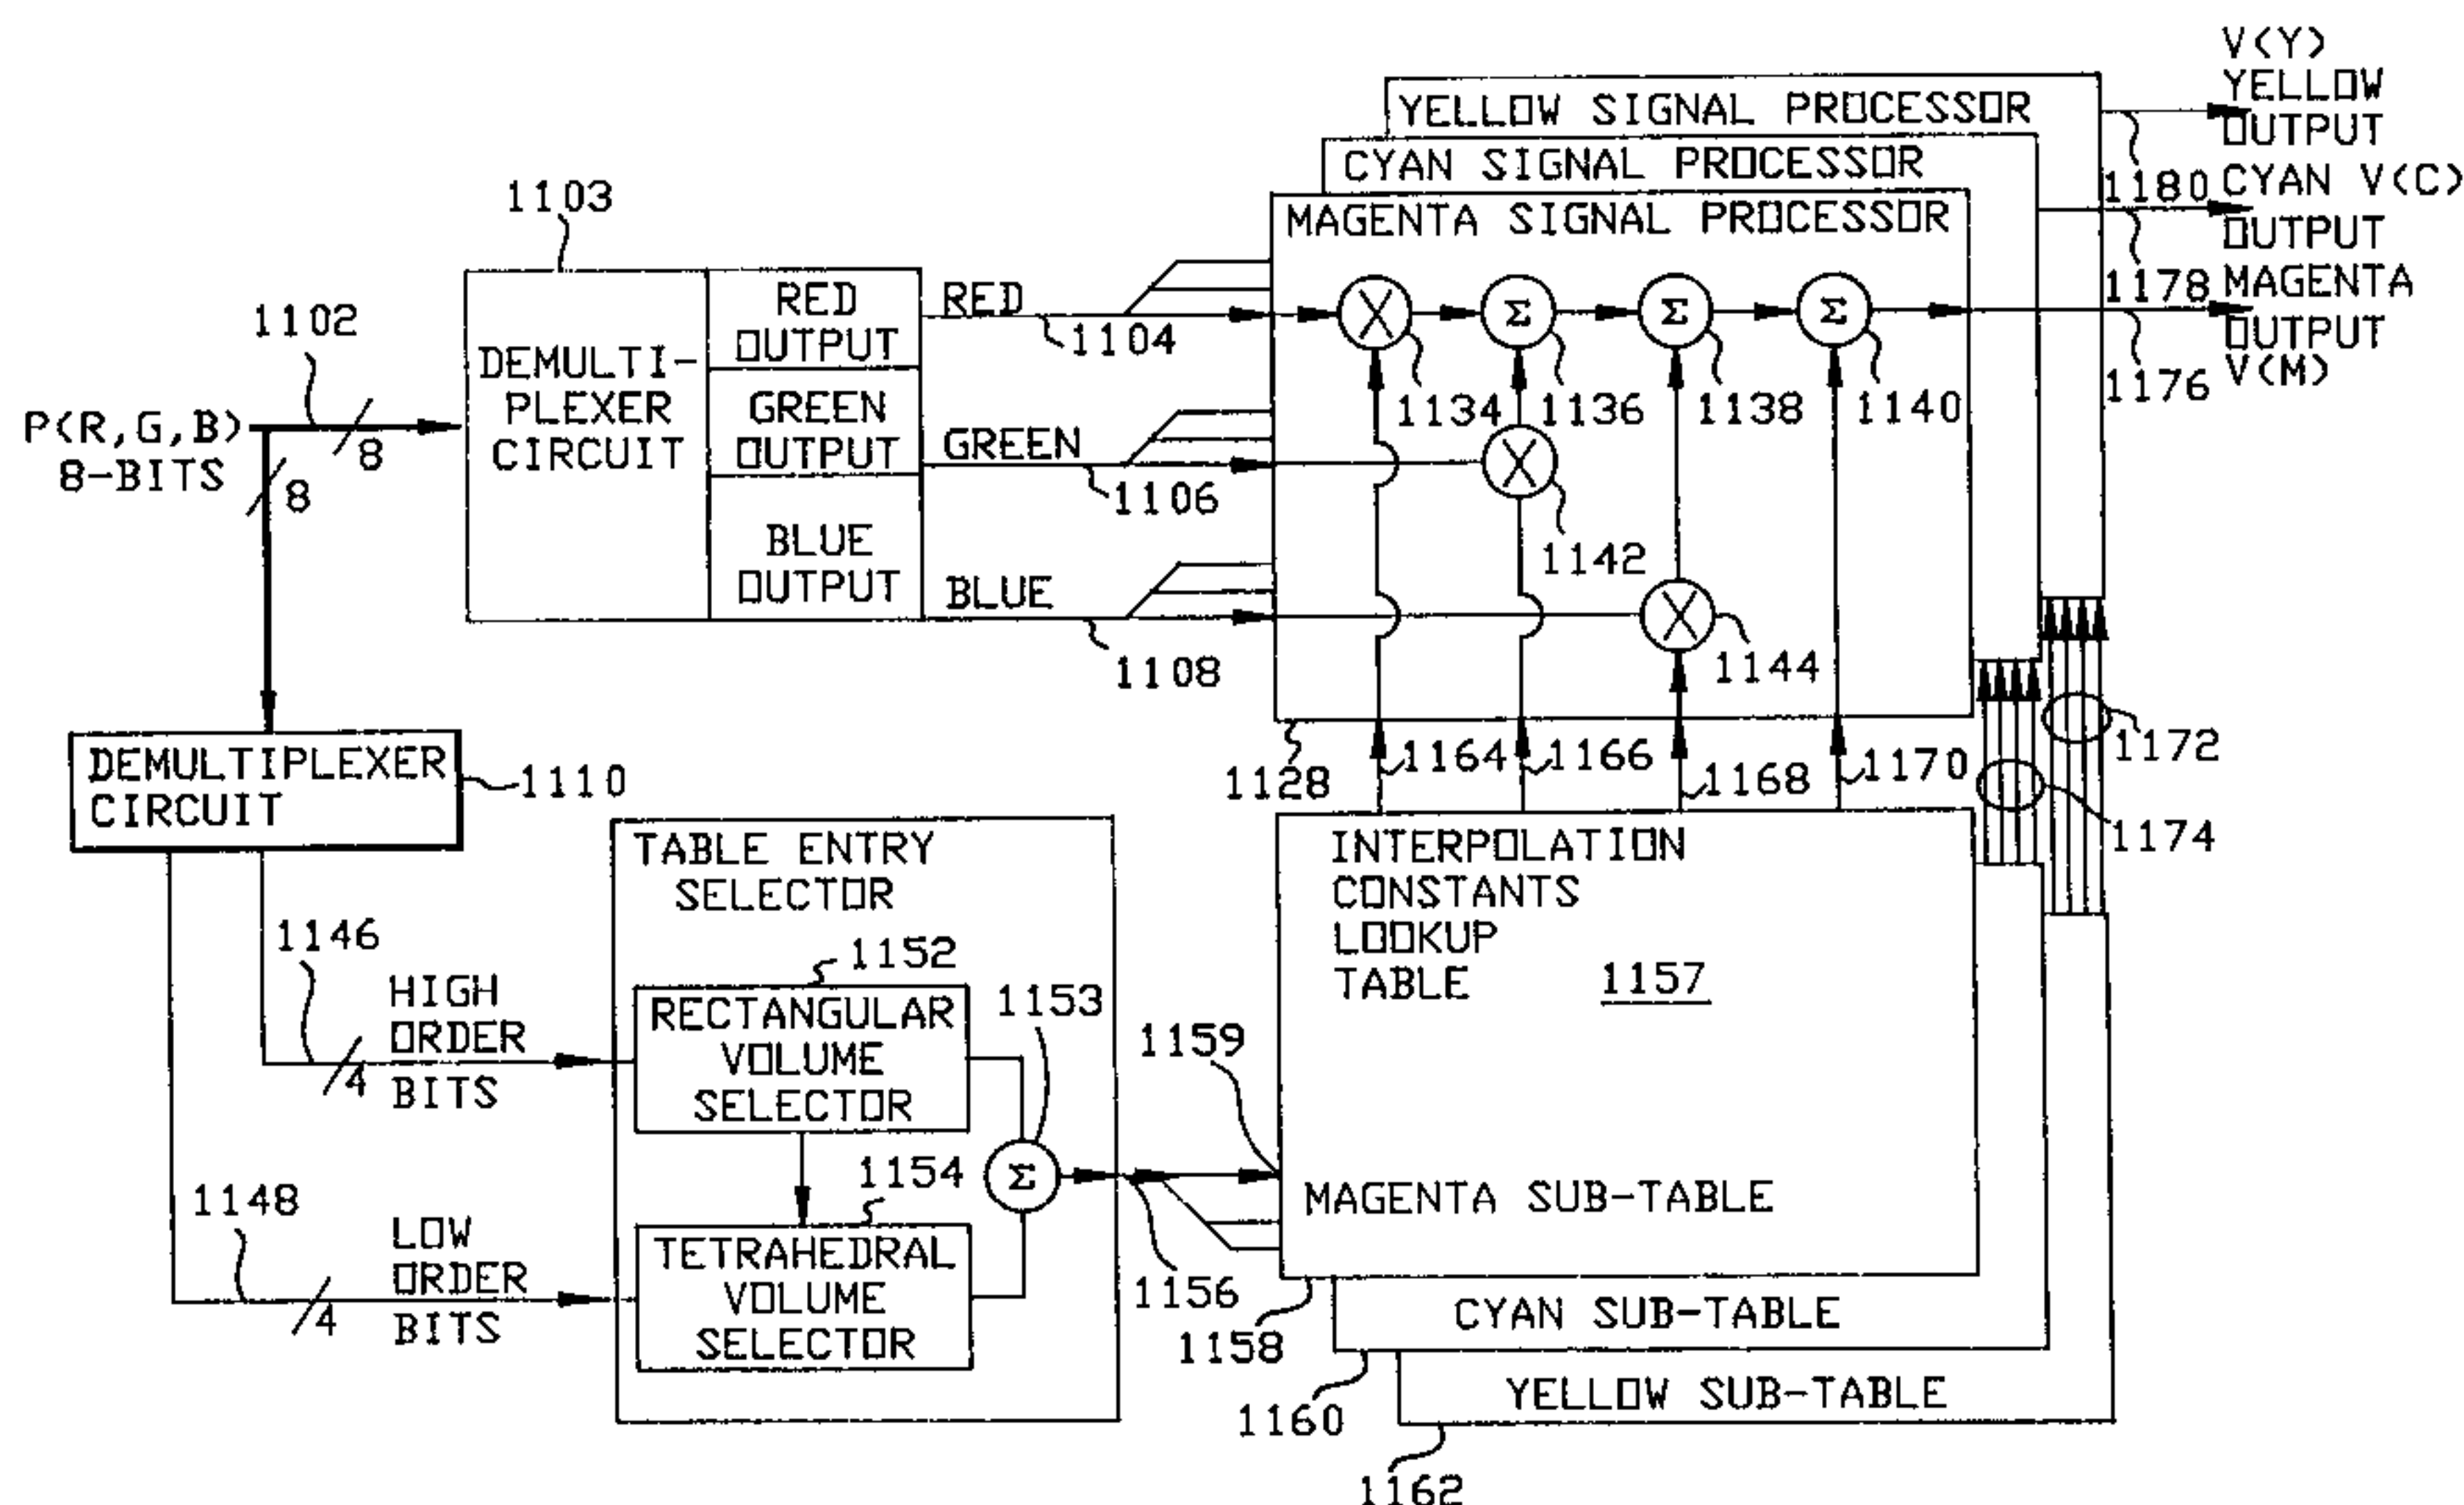 V(Y)
YELLOW
OUTPUT
1180
CYAN V(C)
OUTPUT
1178
MAGENTA
OUTPUT
V(M)
1176
YELLOW SIGNAL PROCESSOR
CYAN SIGNAL PROCESSOR
MAGENTA SIGNAL PROCESSOR
X
Σ
Σ
Σ
1134
1136
1138
1140
X
1142
X
1144
1128
1103
DEMULTI-
PLEXER
CIRCUIT
RED
OUTPUT
GREEN
OUTPUT
BLUE
OUTPUT
RED
1104
GREEN
1106
BLUE
1108
1102
P(R,G,B)
8-BITS
8
8
DEMULTIPLEXER
CIRCUIT
1110
1164
1166
1168
1170
1172
1174
TABLE ENTRY
SELECTOR
1146
HIGH
ORDER
BITS
4
1152
RECTANGULAR
VOLUME
SELECTOR
1153
Σ
1148
LOW
ORDER
BITS
4
1154
TETRAHEDRAL
VOLUME
SELECTOR
1156
1159
INTERPOLATION
CONSTANTS
LOOKUP
TABLE
1157
MAGENTA SUB-TABLE
1158
CYAN SUB-TABLE
1160
YELLOW SUB-TABLE
1162